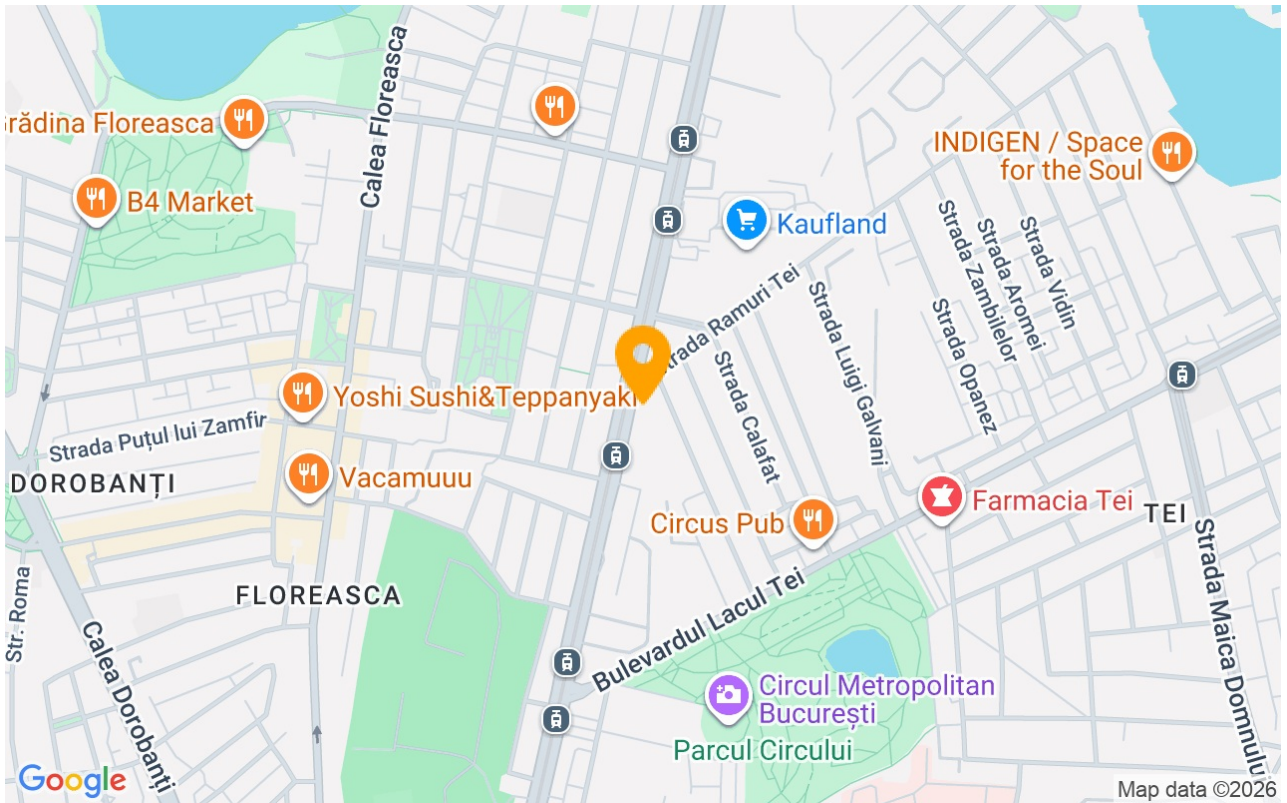 Calea Floreasca
Grădina Floreasca
B4 Market
INDIGEN / Space
for the Soul
Kaufland
Strada Vidin
Strada Aromei
Strada Zambilelor
Strada Ramuri Tei
Strada Luigi Galvani
Strada Opanez
Strada Calafat
Yoshi Sushi&Teppanyaki
Strada Puțul lui Zamfir
DOROBANȚI
Vacamuuu
Circus Pub
Farmacia Tei
TEI
Strada Maica Domnului
FLOREASCA
Str. Roma
Calea Dorobanți
Bulevardul Lacul Tei
Circul Metropolitan
București
Parcul Circului
Google
Map data ©2026